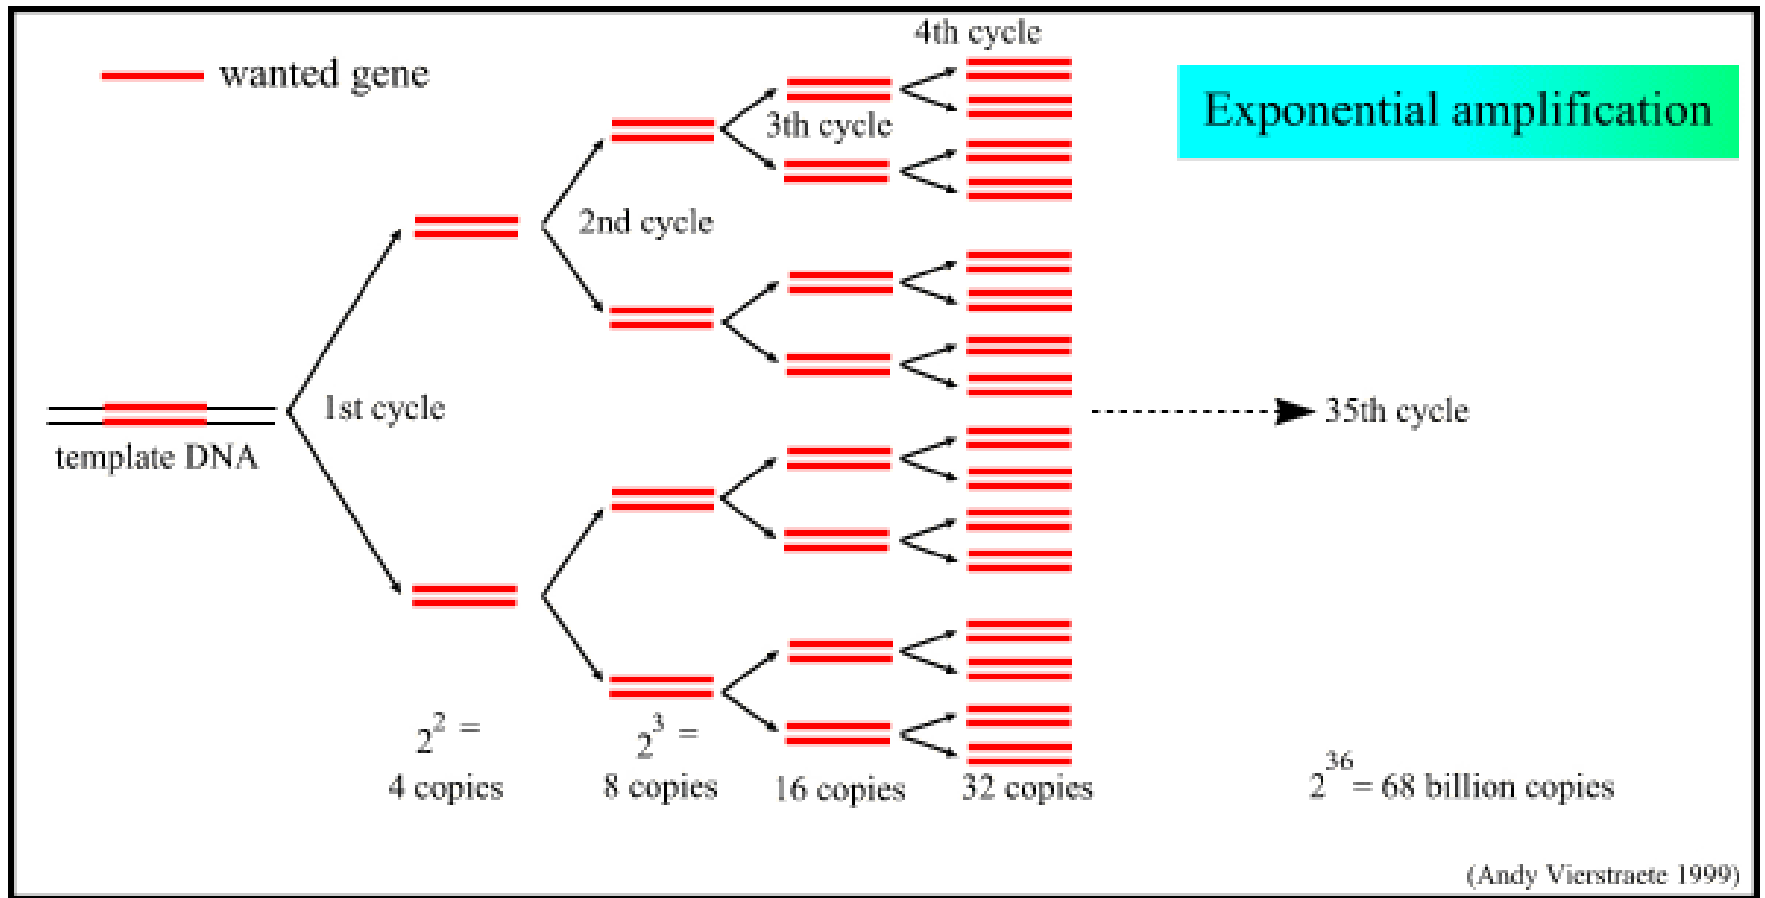 4th cycle
wanted gene
Exponential amplification
3th cycle
2nd cycle
1st cycle
35th cycle
template DNA
2² =
4 copies
2³ =
8 copies
16 copies
32 copies
2³⁶ = 68 billion copies
(Andy Vierstraete 1999)